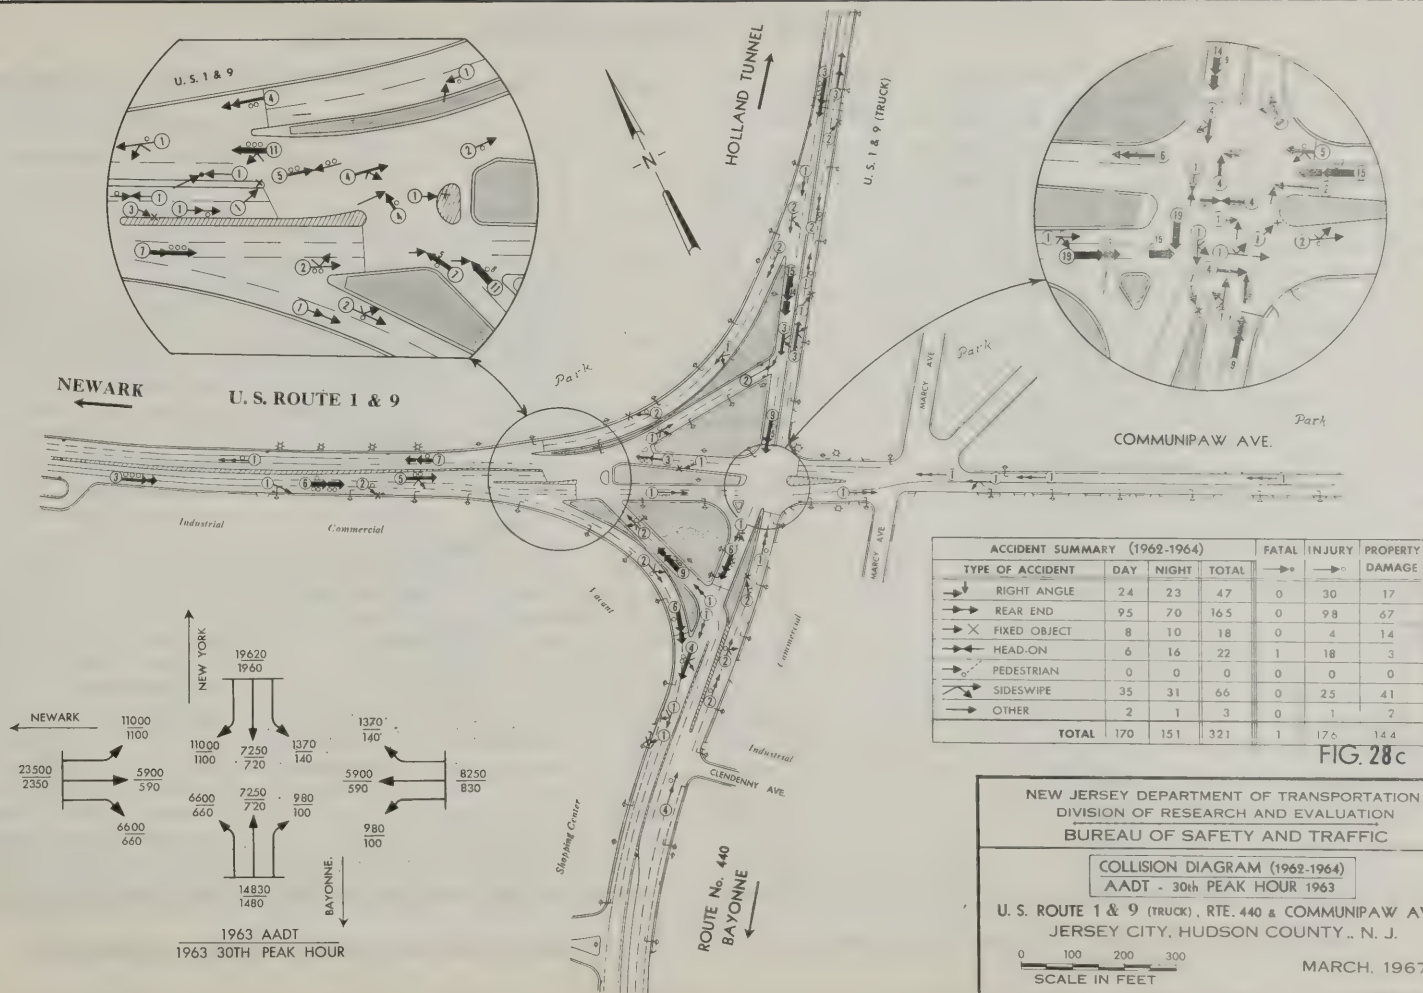 U. S. 1 & 9
HOLLAND TUNNEL
U. S. 1 & 9 (TRUCK)
N
NEWARK
U. S. ROUTE 1 & 9
Park
Park
Park
MARCY AVE
COMMUNIPAW AVE.
MARCY AVE
Industrial
Commercial
Vacant
Commercial
Industrial
CLENDENNY AVE.
Shopping Center
ROUTE No. 440
BAYONNE
ACCIDENT SUMMARY (1962-1964) FATAL INJURY PROPERTY
TYPE OF ACCIDENT DAY NIGHT TOTAL DAMAGE
RIGHT ANGLE 24 23 47 0 30 17
REAR END 95 70 165 0 98 67
FIXED OBJECT 8 10 18 0 4 14
HEAD-ON 6 16 22 1 18 3
PEDESTRIAN 0 0 0 0 0 0
SIDESWIPE 35 31 66 0 25 41
OTHER 2 1 3 0 1 2
TOTAL 170 151 321 1 176 144
FIG. 28c
NEW YORK
19620
1960
NEWARK
11000
1100
11000
1100
7250
720
1370
140
1370
140
23500
2350
5900
590
5900
590
8250
830
6600
660
6600
660
7250
720
980
100
980
100
14830
1480
BAYONNE.
1963 AADT
1963 30TH PEAK HOUR
NEW JERSEY DEPARTMENT OF TRANSPORTATION
DIVISION OF RESEARCH AND EVALUATION
BUREAU OF SAFETY AND TRAFFIC
COLLISION DIAGRAM (1962-1964)
AADT - 30th PEAK HOUR 1963
U. S. ROUTE 1 & 9 (TRUCK), RTE. 440 & COMMUNIPAW AV
JERSEY CITY, HUDSON COUNTY., N. J.
0 100 200 300
SCALE IN FEET
MARCH, 1967